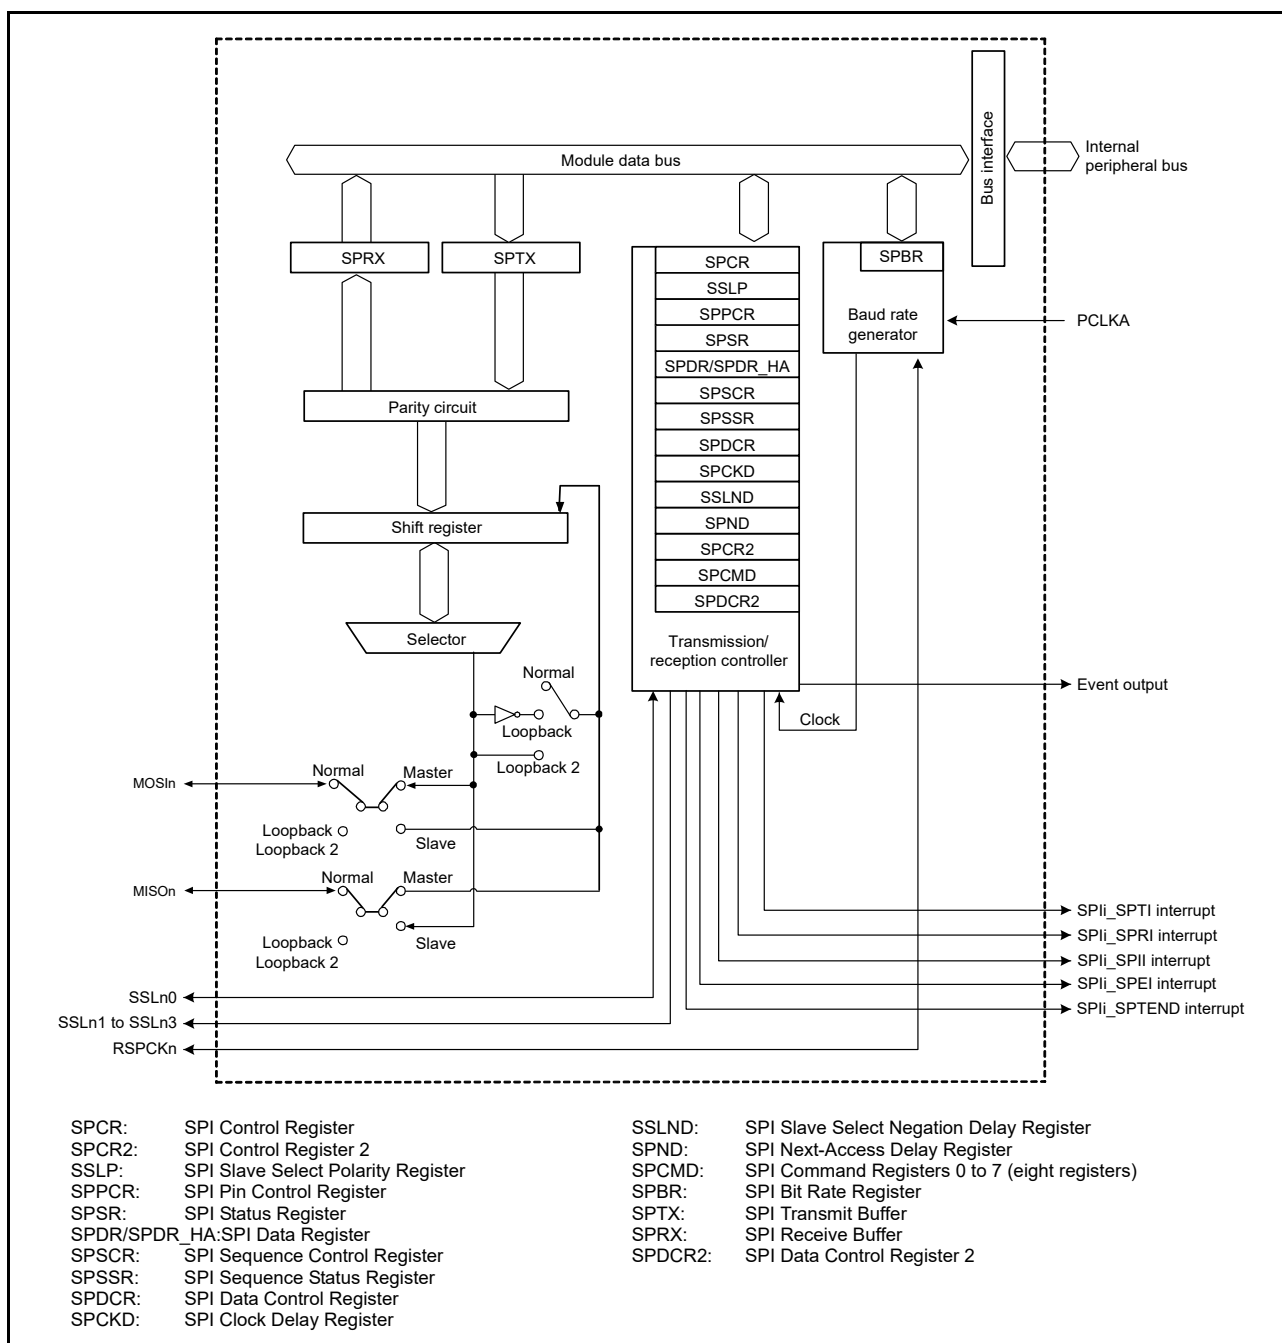 Bus interface
Internal
peripheral bus
Module data bus
SPRX
SPTX
SPCR
SSLP
SPPCR
SPSR
SPDR/SPDR_HA
SPSCR
SPSSR
SPDCR
SPCKD
SSLND
SPND
SPCR2
SPCMD
SPDCR2
Transmission/
reception controller
SPBR
Baud rate
generator
PCLKA
Parity circuit
Shift register
Selector
Normal
Loopback
Loopback 2
Clock
Event output
MOSIn
Normal
Master
Loopback
Loopback 2
Slave
MISOn
Normal
Master
Loopback
Loopback 2
Slave
SPIi_SPTI interrupt
SPIi_SPRI interrupt
SPIi_SPII interrupt
SPIi_SPEI interrupt
SPIi_SPTEND interrupt
SSLn0
SSLn1 to SSLn3
RSPCKn
SPCR: SPI Control Register
SPCR2: SPI Control Register 2
SSLP: SPI Slave Select Polarity Register
SPPCR: SPI Pin Control Register
SPSR: SPI Status Register
SPDR/SPDR_HA:SPI Data Register
SPSCR: SPI Sequence Control Register
SPSSR: SPI Sequence Status Register
SPDCR: SPI Data Control Register
SPCKD: SPI Clock Delay Register
SSLND: SPI Slave Select Negation Delay Register
SPND: SPI Next-Access Delay Register
SPCMD: SPI Command Registers 0 to 7 (eight registers)
SPBR: SPI Bit Rate Register
SPTX: SPI Transmit Buffer
SPRX: SPI Receive Buffer
SPDCR2: SPI Data Control Register 2